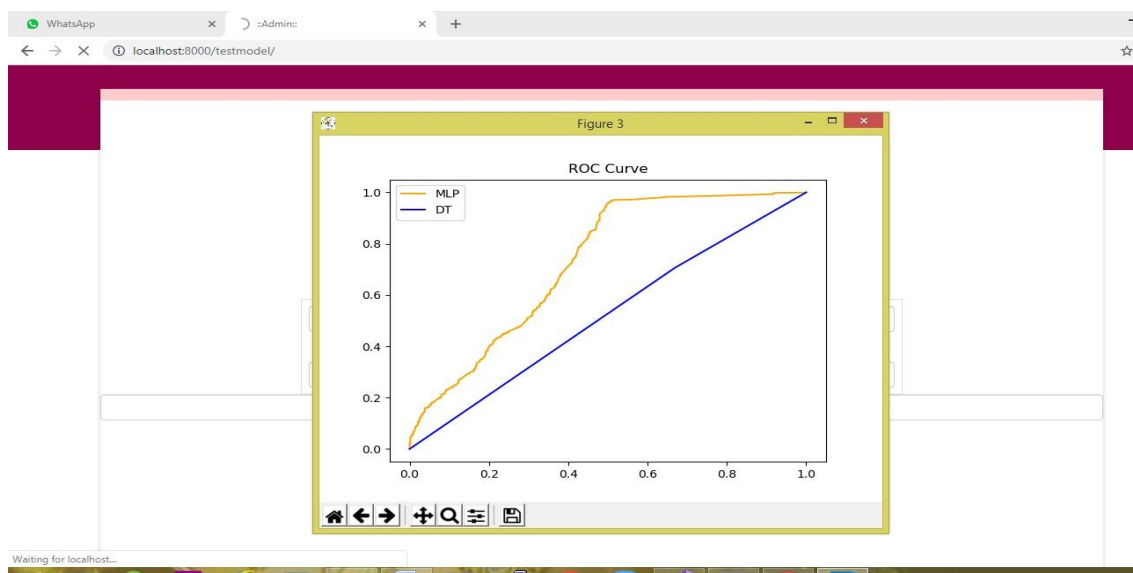 WhatsApp
::Admin::
localhost:8000/testmodel/
Figure 3
ROC Curve
MLP
DT
1.0
0.8
0.6
0.4
0.2
0.0
0.0 0.2 0.4 0.6 0.8 1.0
Waiting for localhost...